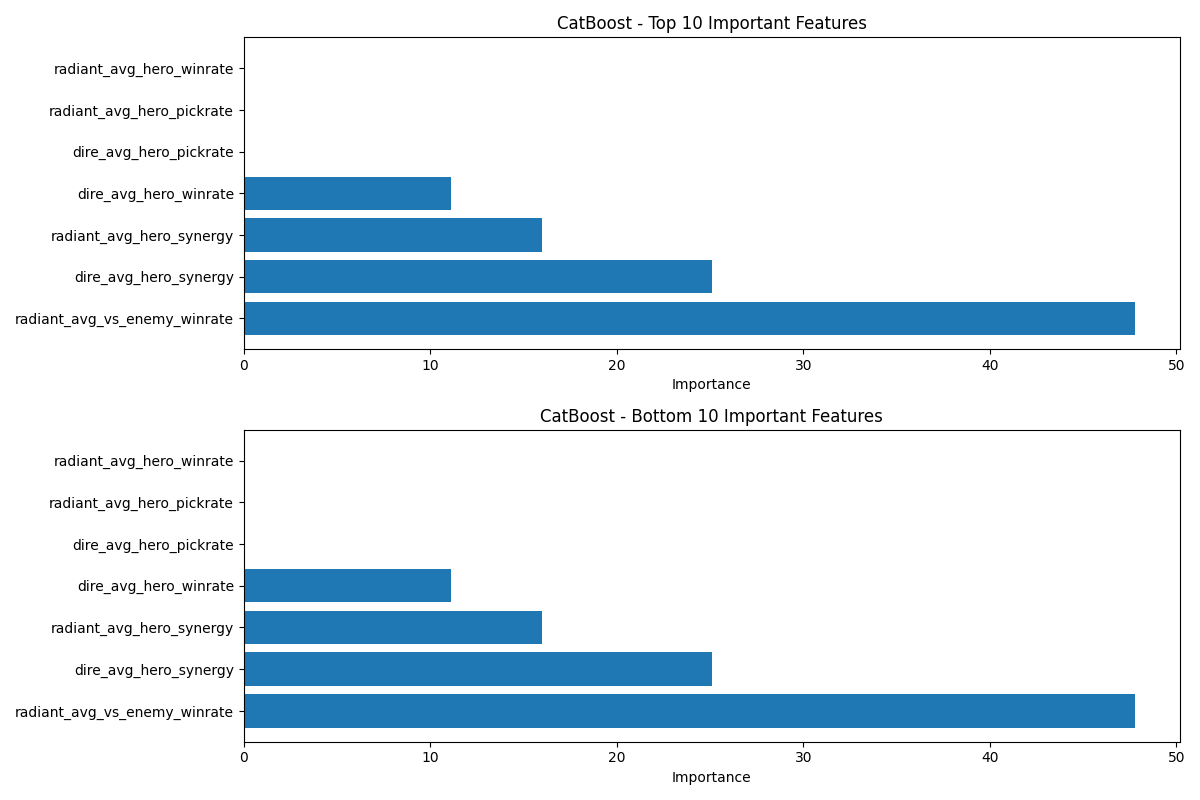 CatBoost - Top 10 Important Features
radiant_avg_hero_winrate
radiant_avg_hero_pickrate
dire_avg_hero_pickrate
dire_avg_hero_winrate
radiant_avg_hero_synergy
dire_avg_hero_synergy
radiant_avg_vs_enemy_winrate
0 10 20 30 40 50
Importance
CatBoost - Bottom 10 Important Features
radiant_avg_hero_winrate
radiant_avg_hero_pickrate
dire_avg_hero_pickrate
dire_avg_hero_winrate
radiant_avg_hero_synergy
dire_avg_hero_synergy
radiant_avg_vs_enemy_winrate
0 10 20 30 40 50
Importance